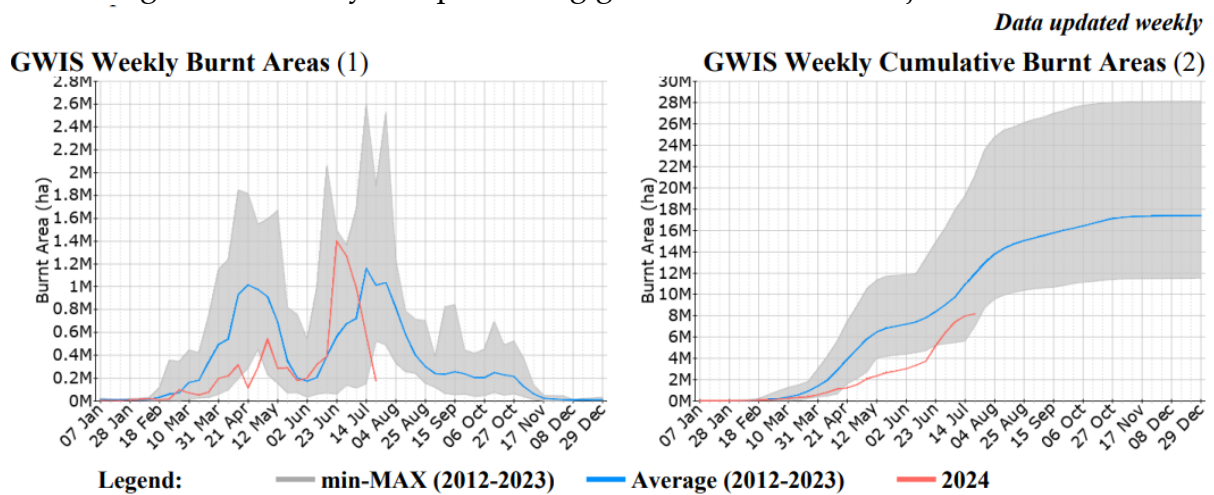 Data updated weekly
GWIS Weekly Burnt Areas (1)
2.8M
2.6M
2.4M
2.2M
2M
1.8M
1.6M
1.4M
1.2M
1M
0.8M
0.6M
0.4M
0.2M
0M
Burnt Area (ha)
07 Jan
28 Jan
18 Feb
10 Mar
31 Mar
21 Apr
12 May
02 Jun
23 Jun
14 Jul
04 Aug
25 Aug
15 Sep
06 Oct
27 Oct
17 Nov
08 Dec
29 Dec
GWIS Weekly Cumulative Burnt Areas (2)
30M
28M
26M
24M
22M
20M
18M
16M
14M
12M
10M
8M
6M
4M
2M
0M
Burnt Area (ha)
07 Jan
28 Jan
18 Feb
10 Mar
31 Mar
21 Apr
12 May
02 Jun
23 Jun
14 Jul
04 Aug
25 Aug
15 Sep
06 Oct
27 Oct
17 Nov
08 Dec
29 Dec
Legend: min-MAX (2012-2023) Average (2012-2023) 2024